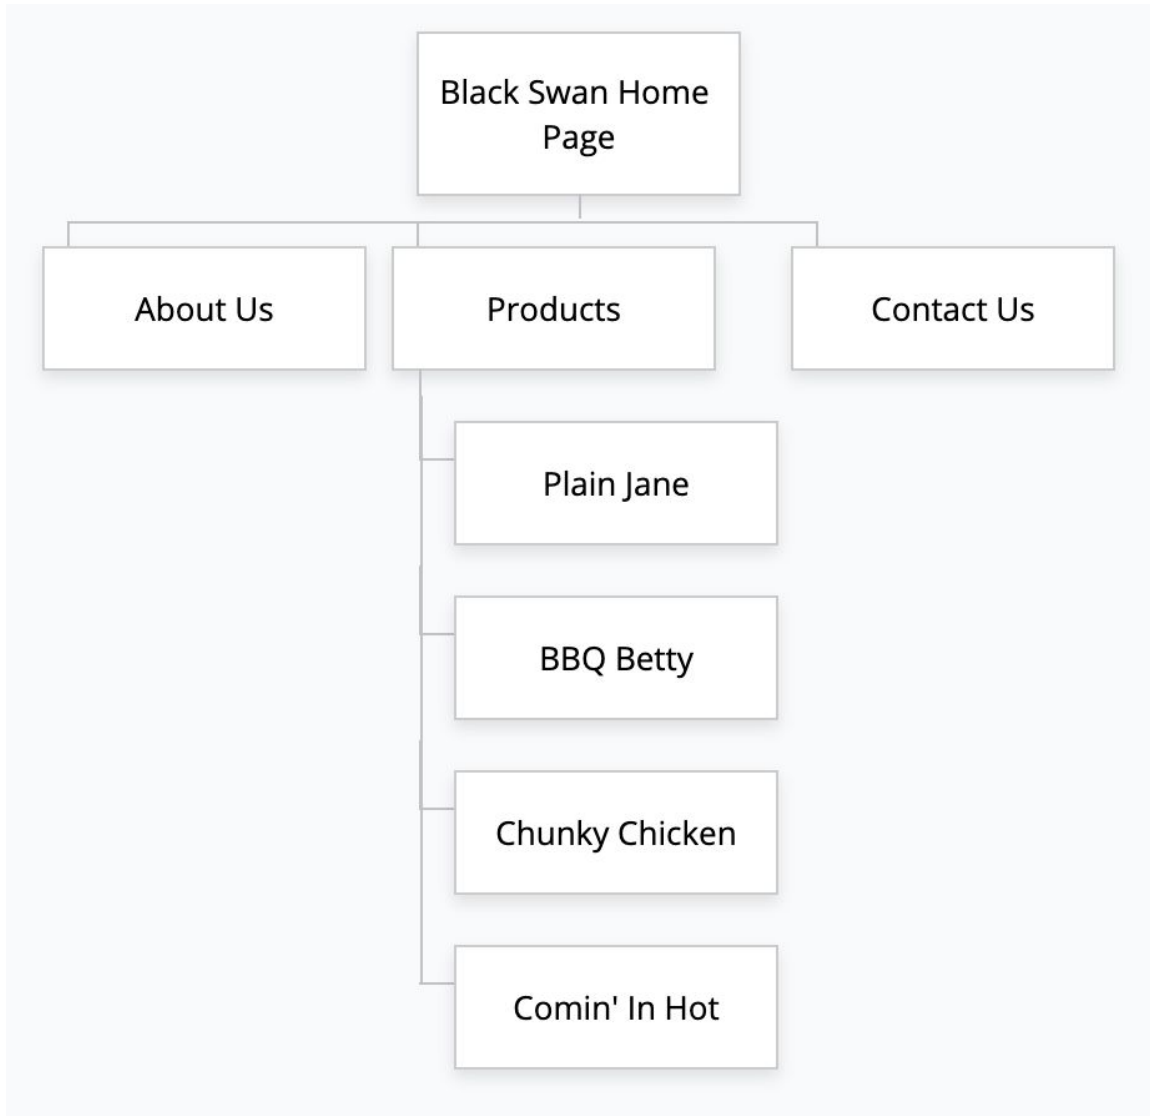 Black Swan Home
Page
About Us
Products
Contact Us
Plain Jane
BBQ Betty
Chunky Chicken
Comin' In Hot